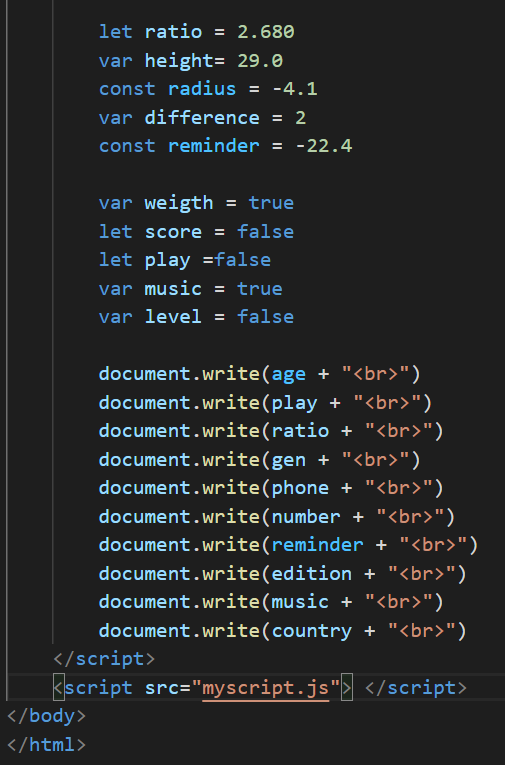 let ratio = 2.680
var height= 29.0
const radius = -4.1
var difference = 2
const reminder = -22.4
var weigth = true
let score = false
let play =false
var music = true
var level = false
document.write(age + "<br>")
document.write(play + "<br>")
document.write(ratio + "<br>")
document.write(gen + "<br>")
document.write(phone + "<br>")
document.write(number + "<br>")
document.write(reminder + "<br>")
document.write(edition + "<br>")
document.write(music + "<br>")
document.write(country + "<br>")
</script>
<script src="myscript.js"> </script>
</body>
</html>